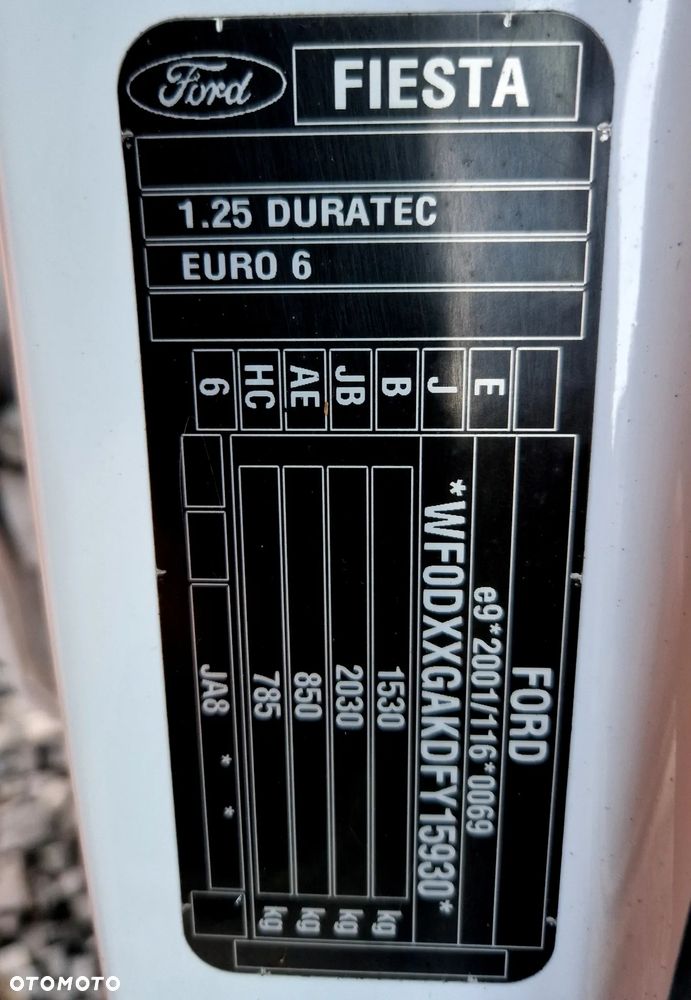 Ford
FIESTA
1.25 DURATEC
EURO 6
E
J
B
JB
AE
HC
6
FORD
e9*2001/116*0069
*WF0DXXGAKDFY15930*
1530 kg
2030 kg
850 kg
785 kg
JA8 * *
OTOMOTO